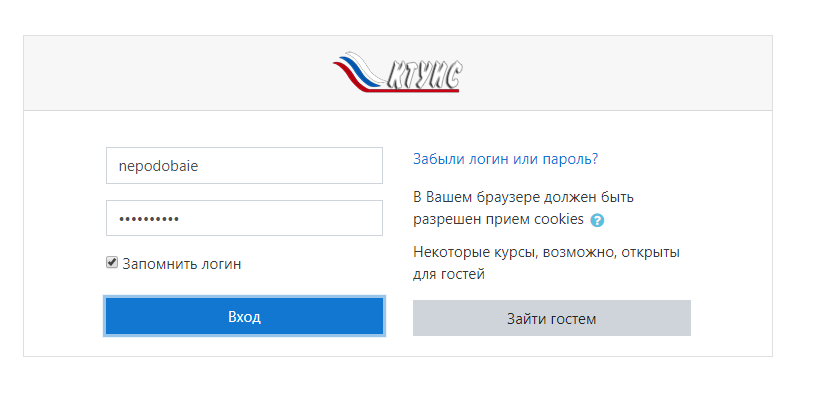 КТУИС
nepodobaie
••••••••••
Запомнить логин
Вход
Забыли логин или пароль?
В Вашем браузере должен быть
разрешен прием cookies ?
Некоторые курсы, возможно, открыты
для гостей
Зайти гостем